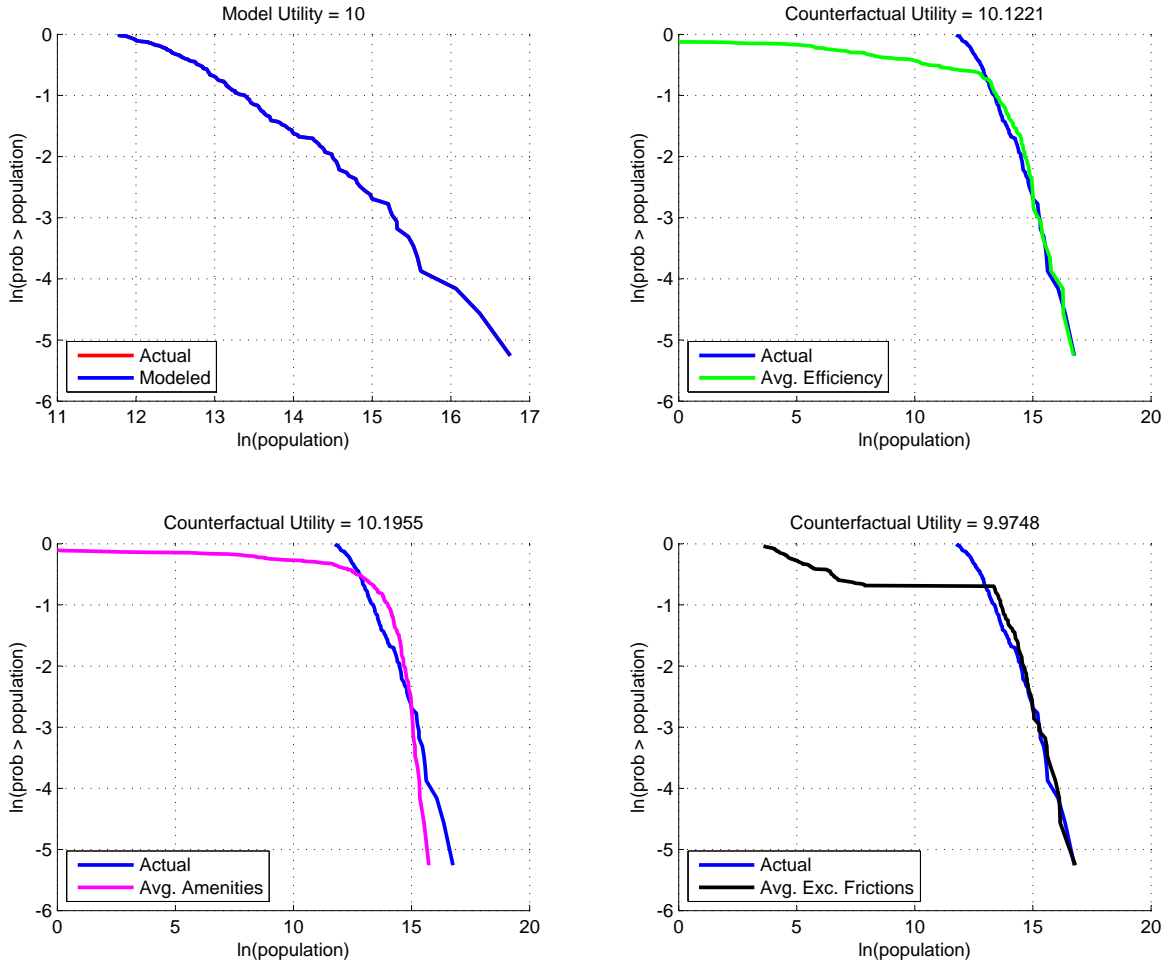 Model Utility = 10
0
-1
-2
-3
-4
-5
-6
ln(prob > population)
Actual
Modeled
11 12 13 14 15 16 17
ln(population)
Counterfactual Utility = 10.1221
0
-1
-2
-3
-4
-5
-6
ln(prob > population)
Actual
Avg. Efficiency
0 5 10 15 20
ln(population)
Counterfactual Utility = 10.1955
0
-1
-2
-3
-4
-5
-6
ln(prob > population)
Actual
Avg. Amenities
0 5 10 15 20
ln(population)
Counterfactual Utility = 9.9748
0
-1
-2
-3
-4
-5
-6
ln(prob > population)
Actual
Avg. Exc. Frictions
0 5 10 15 20
ln(population)